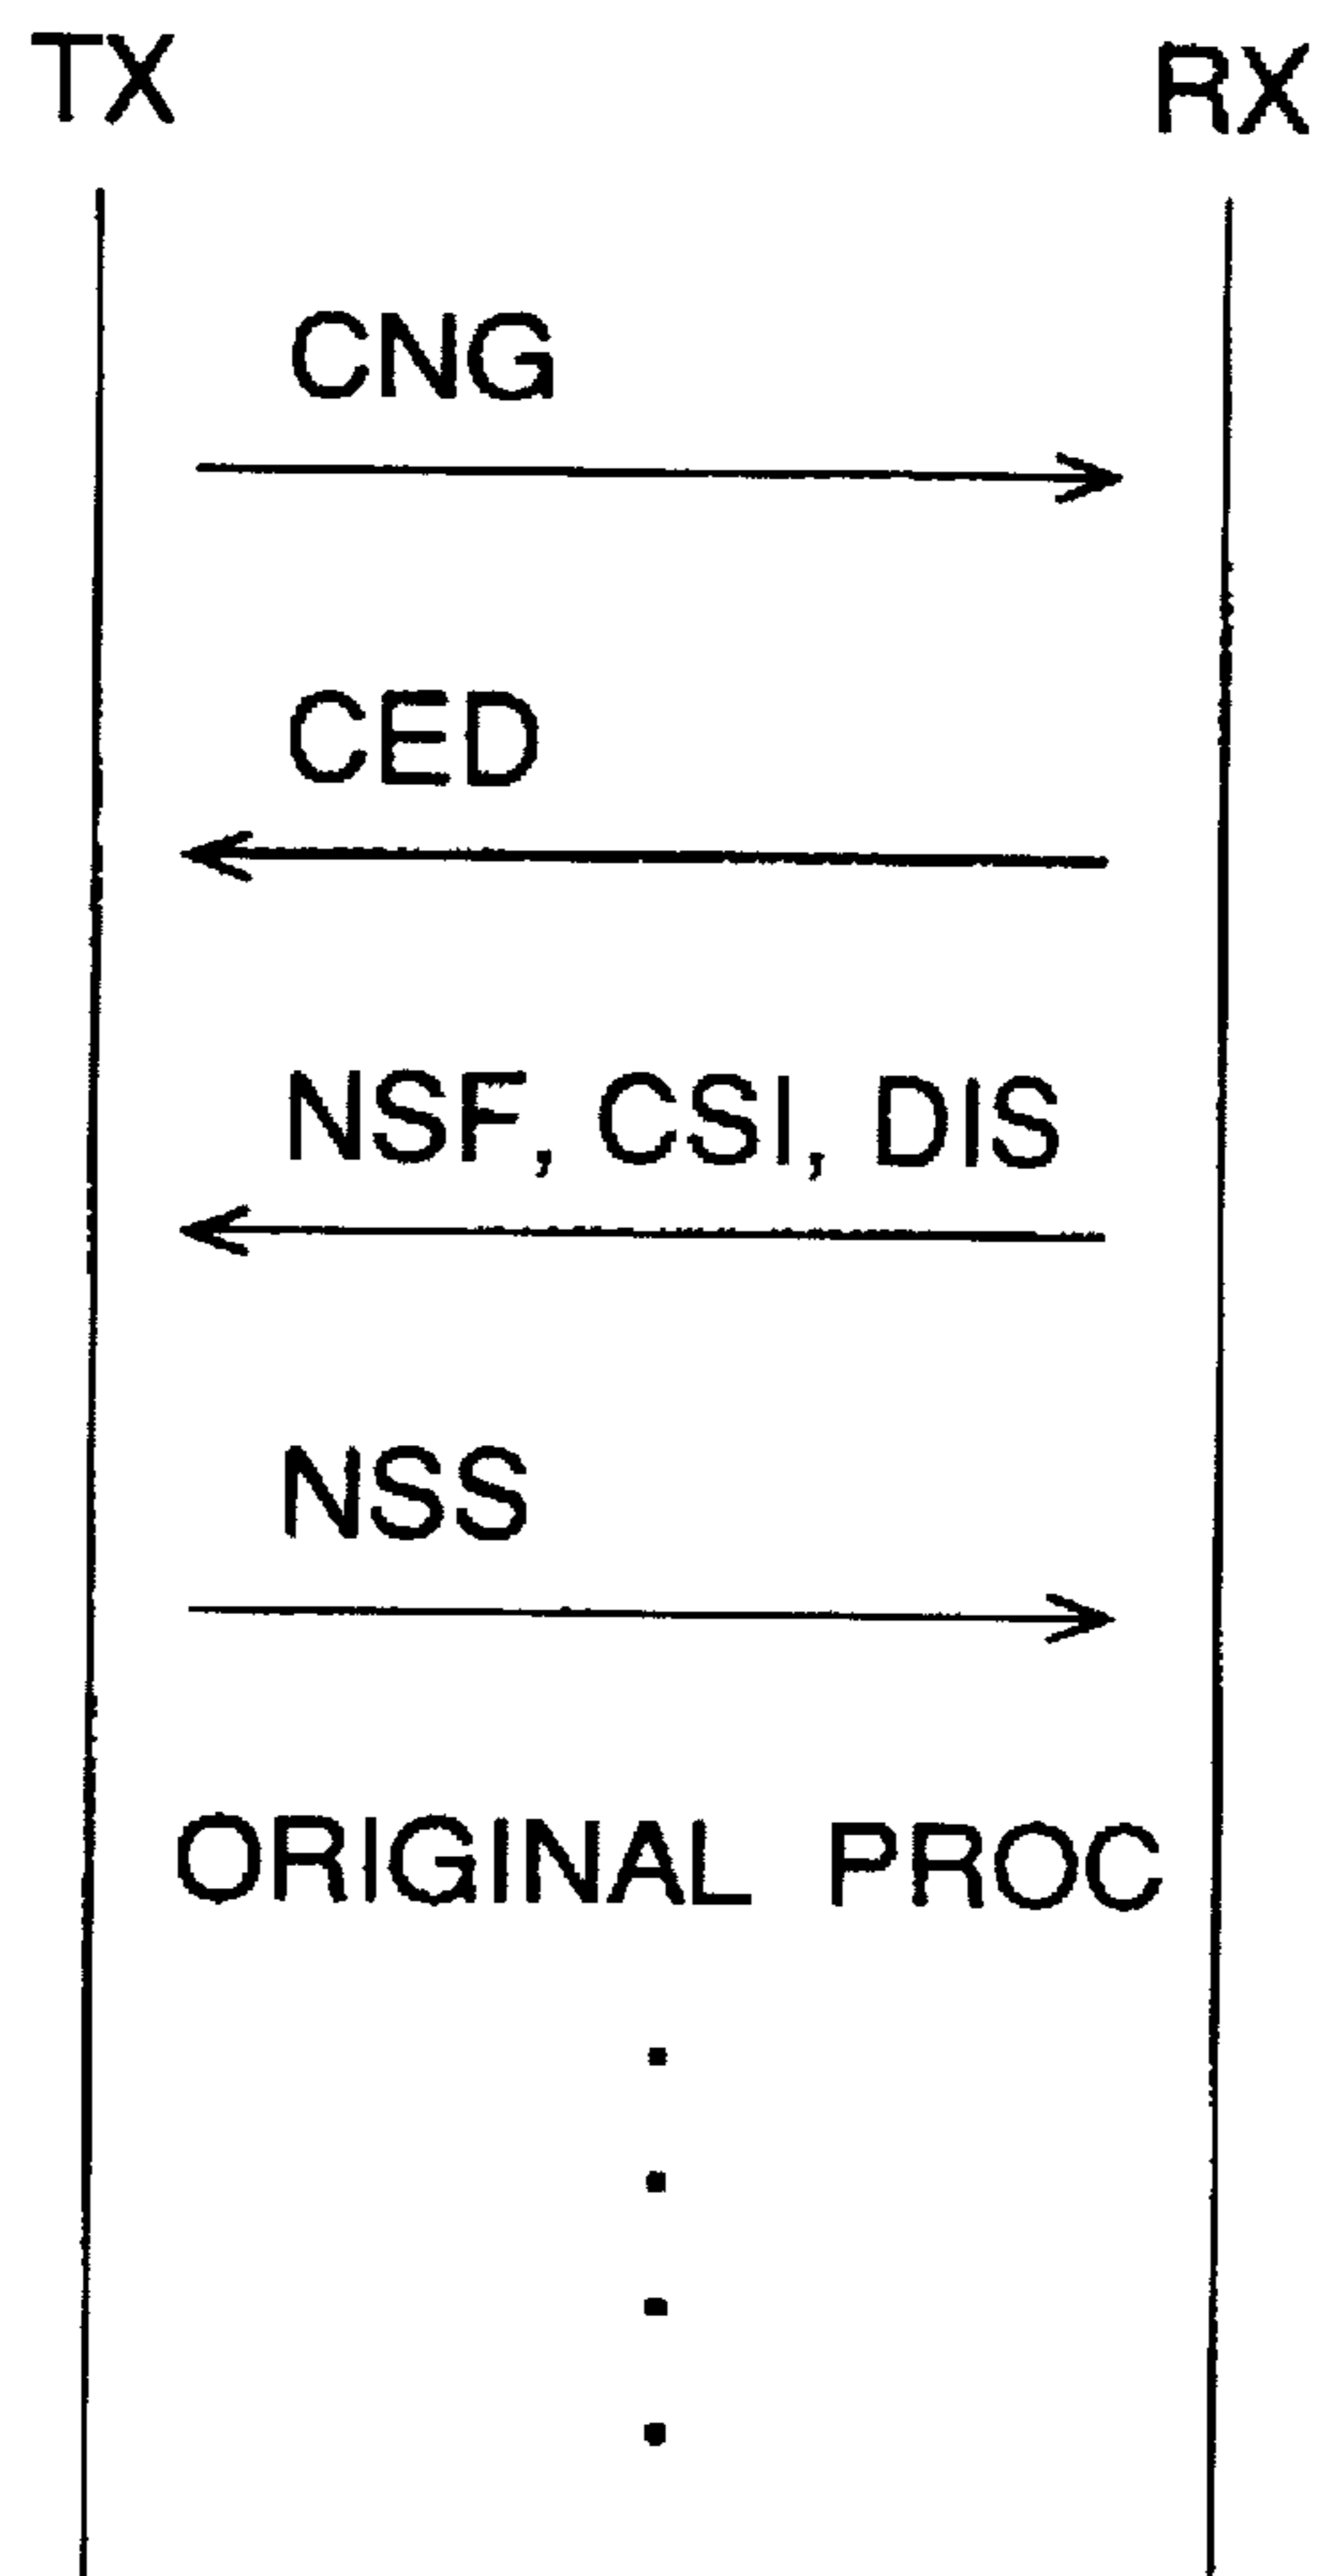 TX RX
CNG
CED
NSF, CSI, DIS
NSS
ORIGINAL PROC